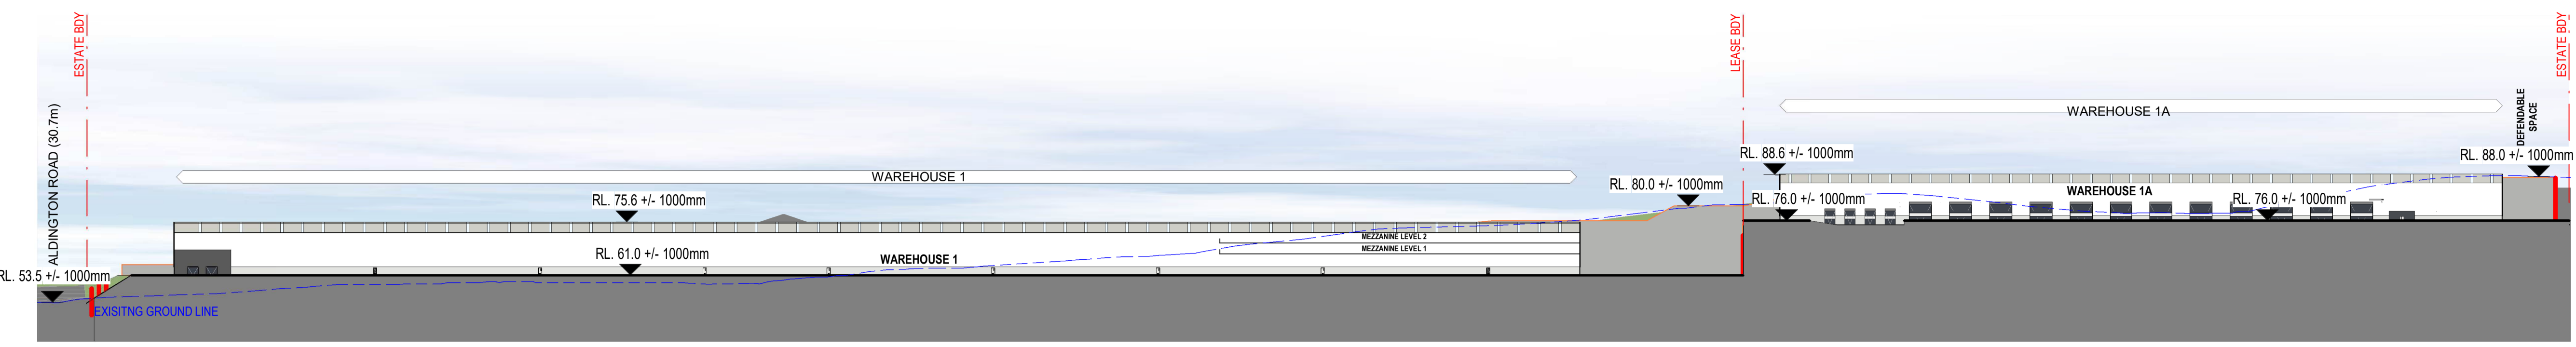 ESTATE BDY
LEASE BDY
ESTATE BDY
ALDINGTON ROAD (30.7m)
WAREHOUSE 1A
DEFENDABLE
SPACE
RL. 88.6 +/- 1000mm
RL. 88.0 +/- 1000mm
WAREHOUSE 1
RL. 80.0 +/- 1000mm
WAREHOUSE 1A
RL. 75.6 +/- 1000mm
RL. 76.0 +/- 1000mm
RL. 76.0 +/- 1000mm
MEZZANINE LEVEL 2
MEZZANINE LEVEL 1
RL. 61.0 +/- 1000mm
WAREHOUSE 1
RL. 53.5 +/- 1000mm
EXISITNG GROUND LINE